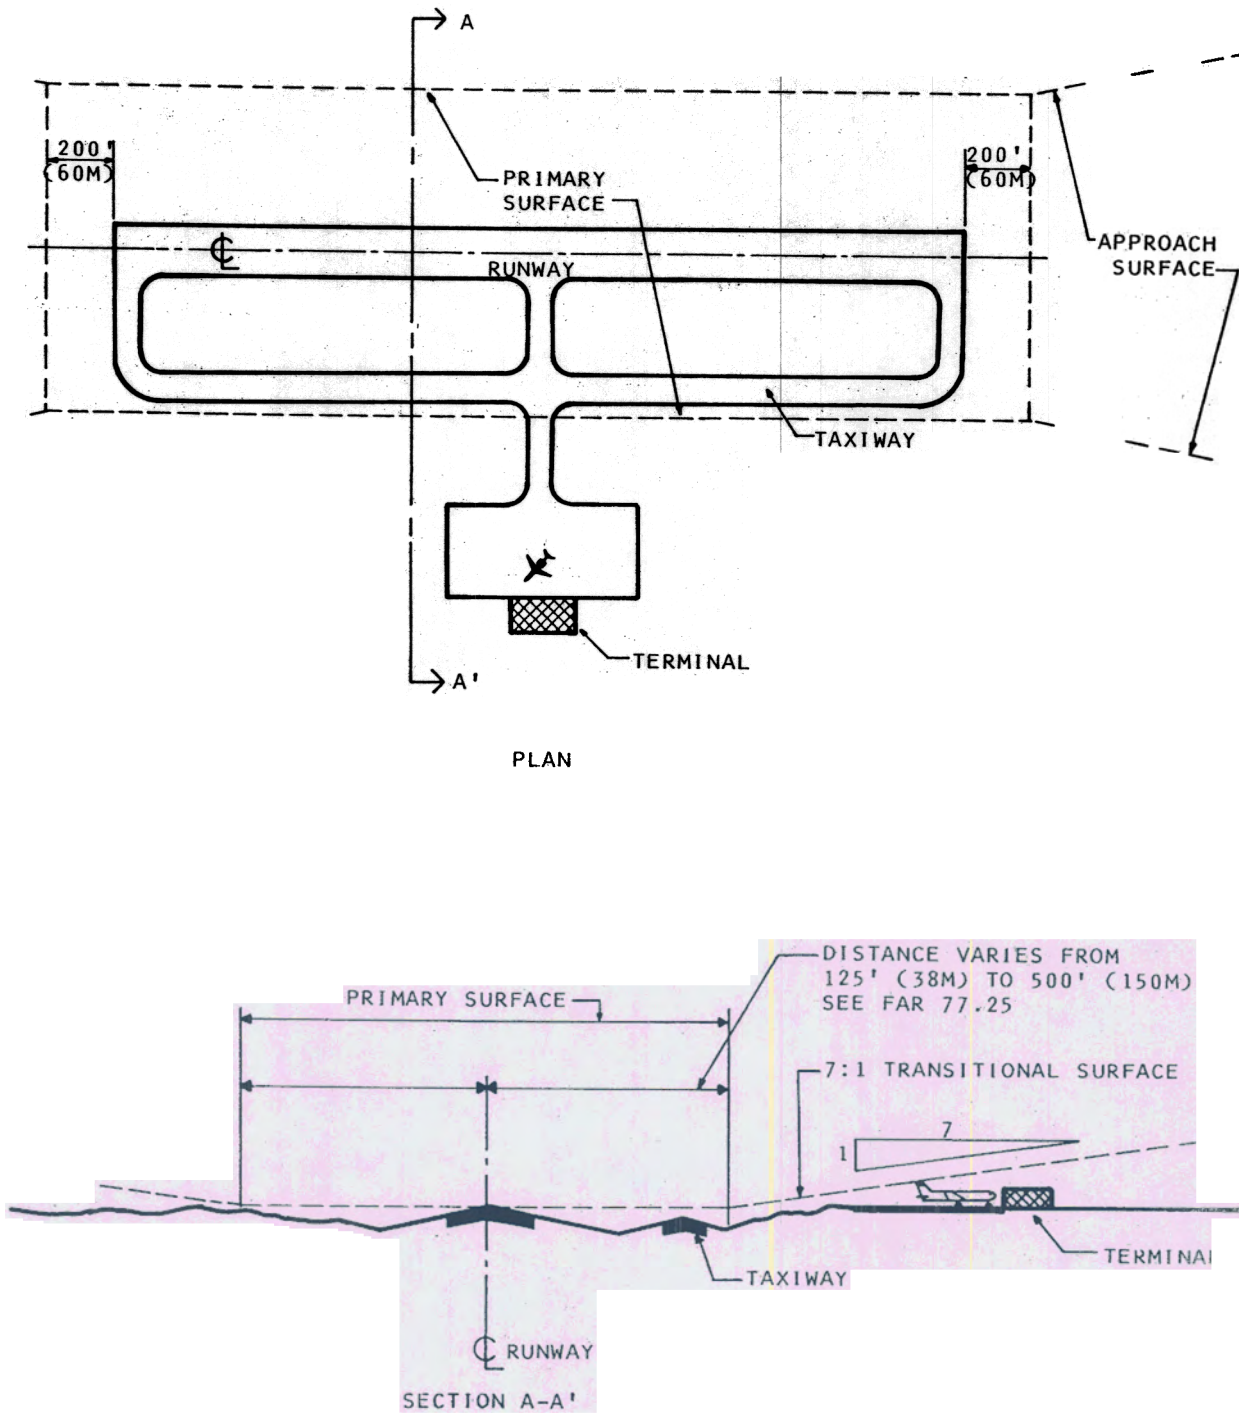 A
200'
(60M)
200'
(60M)
PRIMARY
SURFACE
APPROACH
SURFACE
℄
RUNWAY
TAXIWAY
TERMINAL
A'
PLAN
DISTANCE VARIES FROM
125' (38M) TO 500' (150M)
SEE FAR 77.25
PRIMARY SURFACE
7:1 TRANSITIONAL SURFACE
7
1
TERMINAL
TAXIWAY
℄ RUNWAY
SECTION A-A'